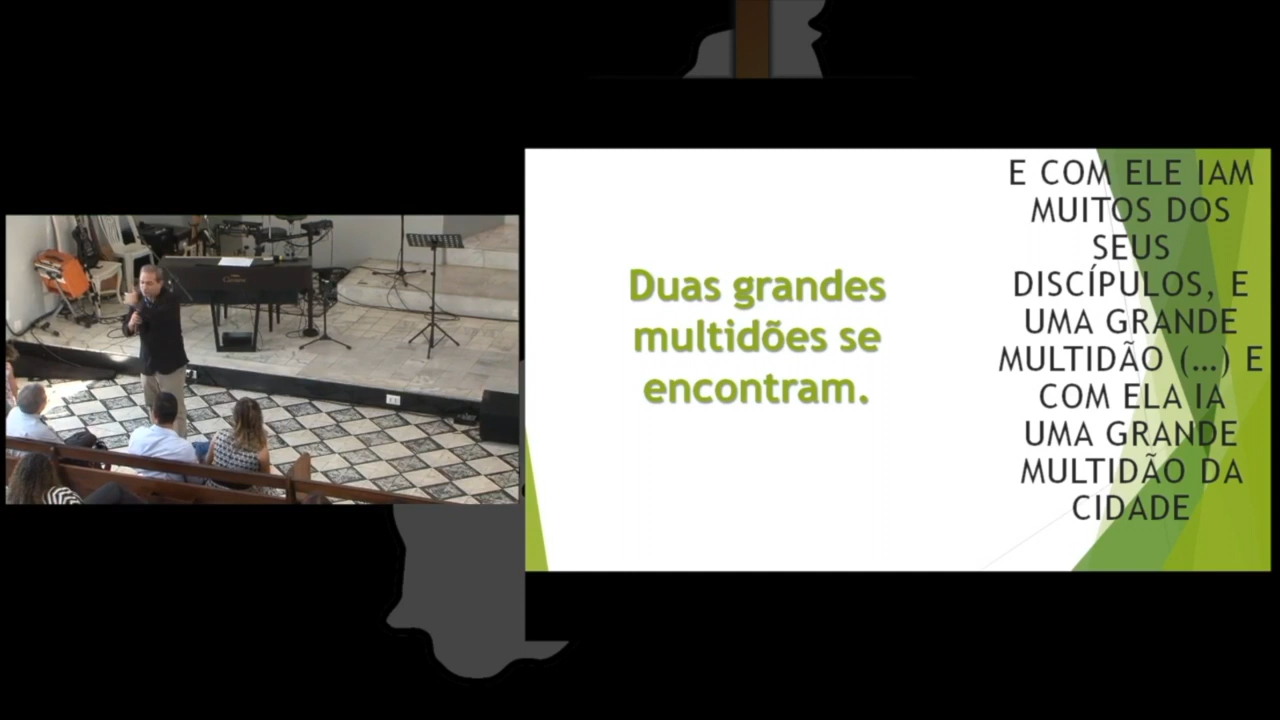 Duas grandes
multidões se
encontram.
E COM ELE IAM
MUITOS DOS
SEUS
DISCÍPULOS, E
UMA GRANDE
MULTIDÃO (…) E
COM ELA IA
UMA GRANDE
MULTIDÃO DA
CIDADE